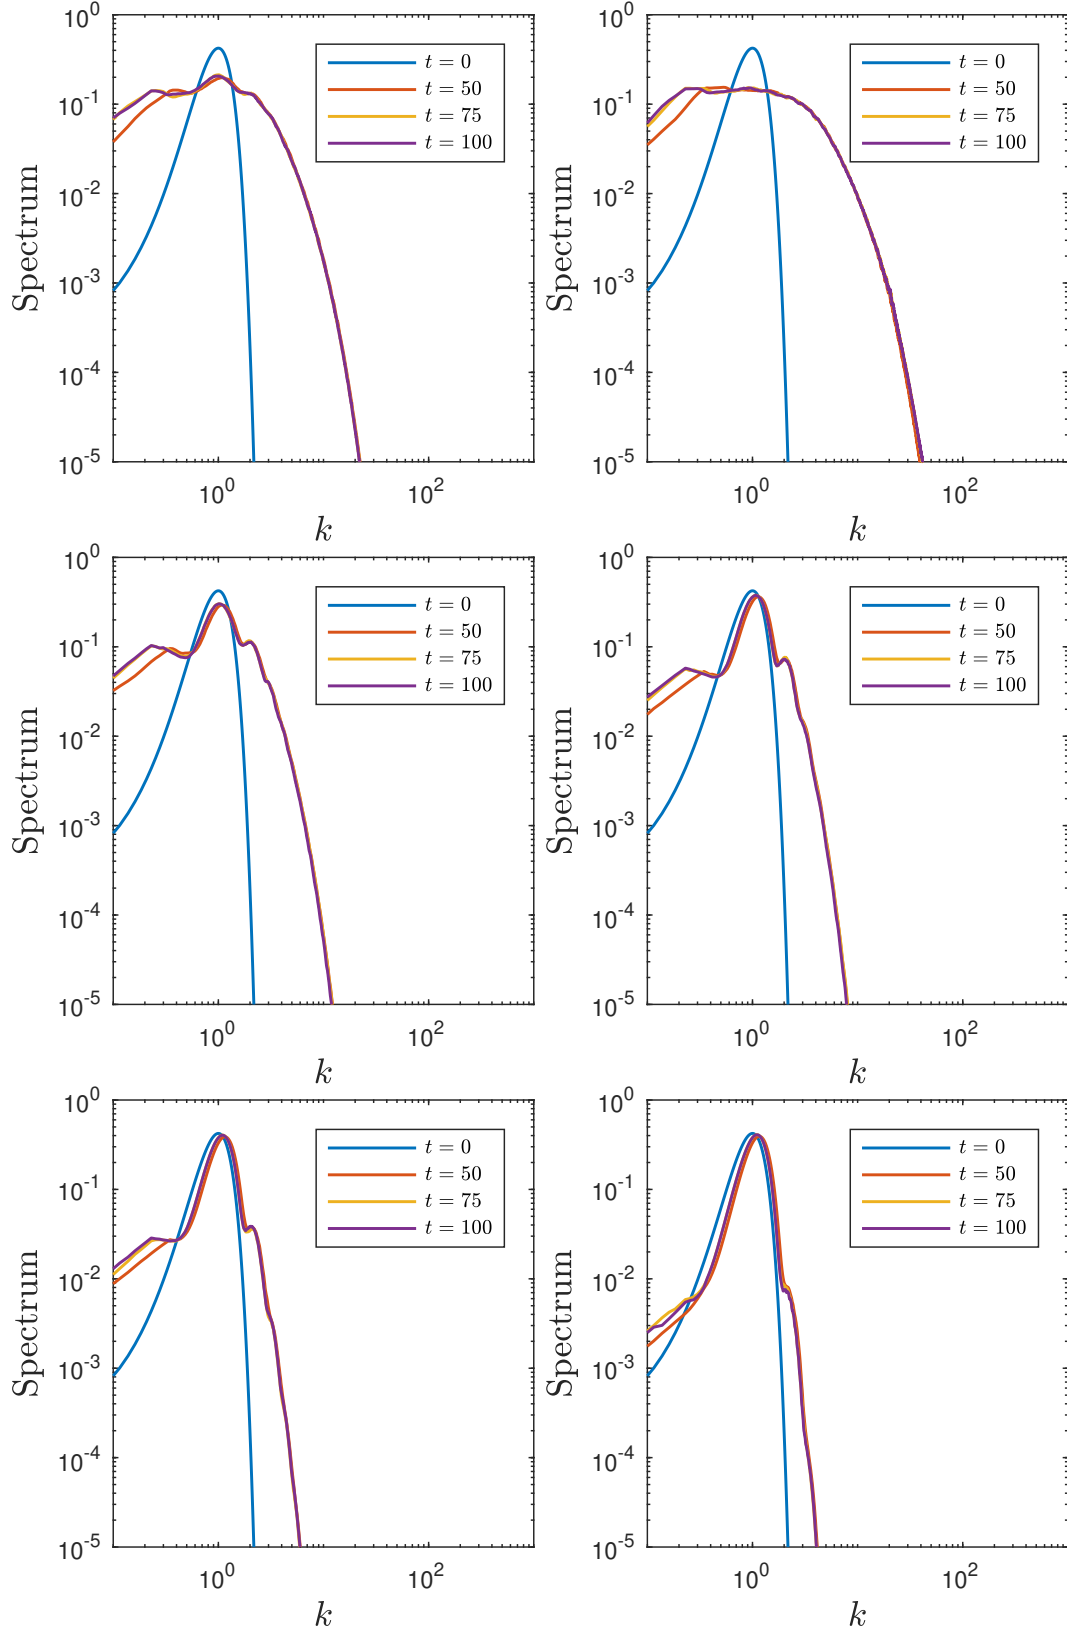 10^0
10^-1
10^-2
10^-3
10^-4
10^-5
Spectrum
t = 0
t = 50
t = 75
t = 100
10^0
10^2
k
10^0
10^-1
10^-2
10^-3
10^-4
10^-5
Spectrum
t = 0
t = 50
t = 75
t = 100
10^0
10^2
k
10^0
10^-1
10^-2
10^-3
10^-4
10^-5
Spectrum
t = 0
t = 50
t = 75
t = 100
10^0
10^2
k
10^0
10^-1
10^-2
10^-3
10^-4
10^-5
Spectrum
t = 0
t = 50
t = 75
t = 100
10^0
10^2
k
10^0
10^-1
10^-2
10^-3
10^-4
10^-5
Spectrum
t = 0
t = 50
t = 75
t = 100
10^0
10^2
k
10^0
10^-1
10^-2
10^-3
10^-4
10^-5
Spectrum
t = 0
t = 50
t = 75
t = 100
10^0
10^2
k